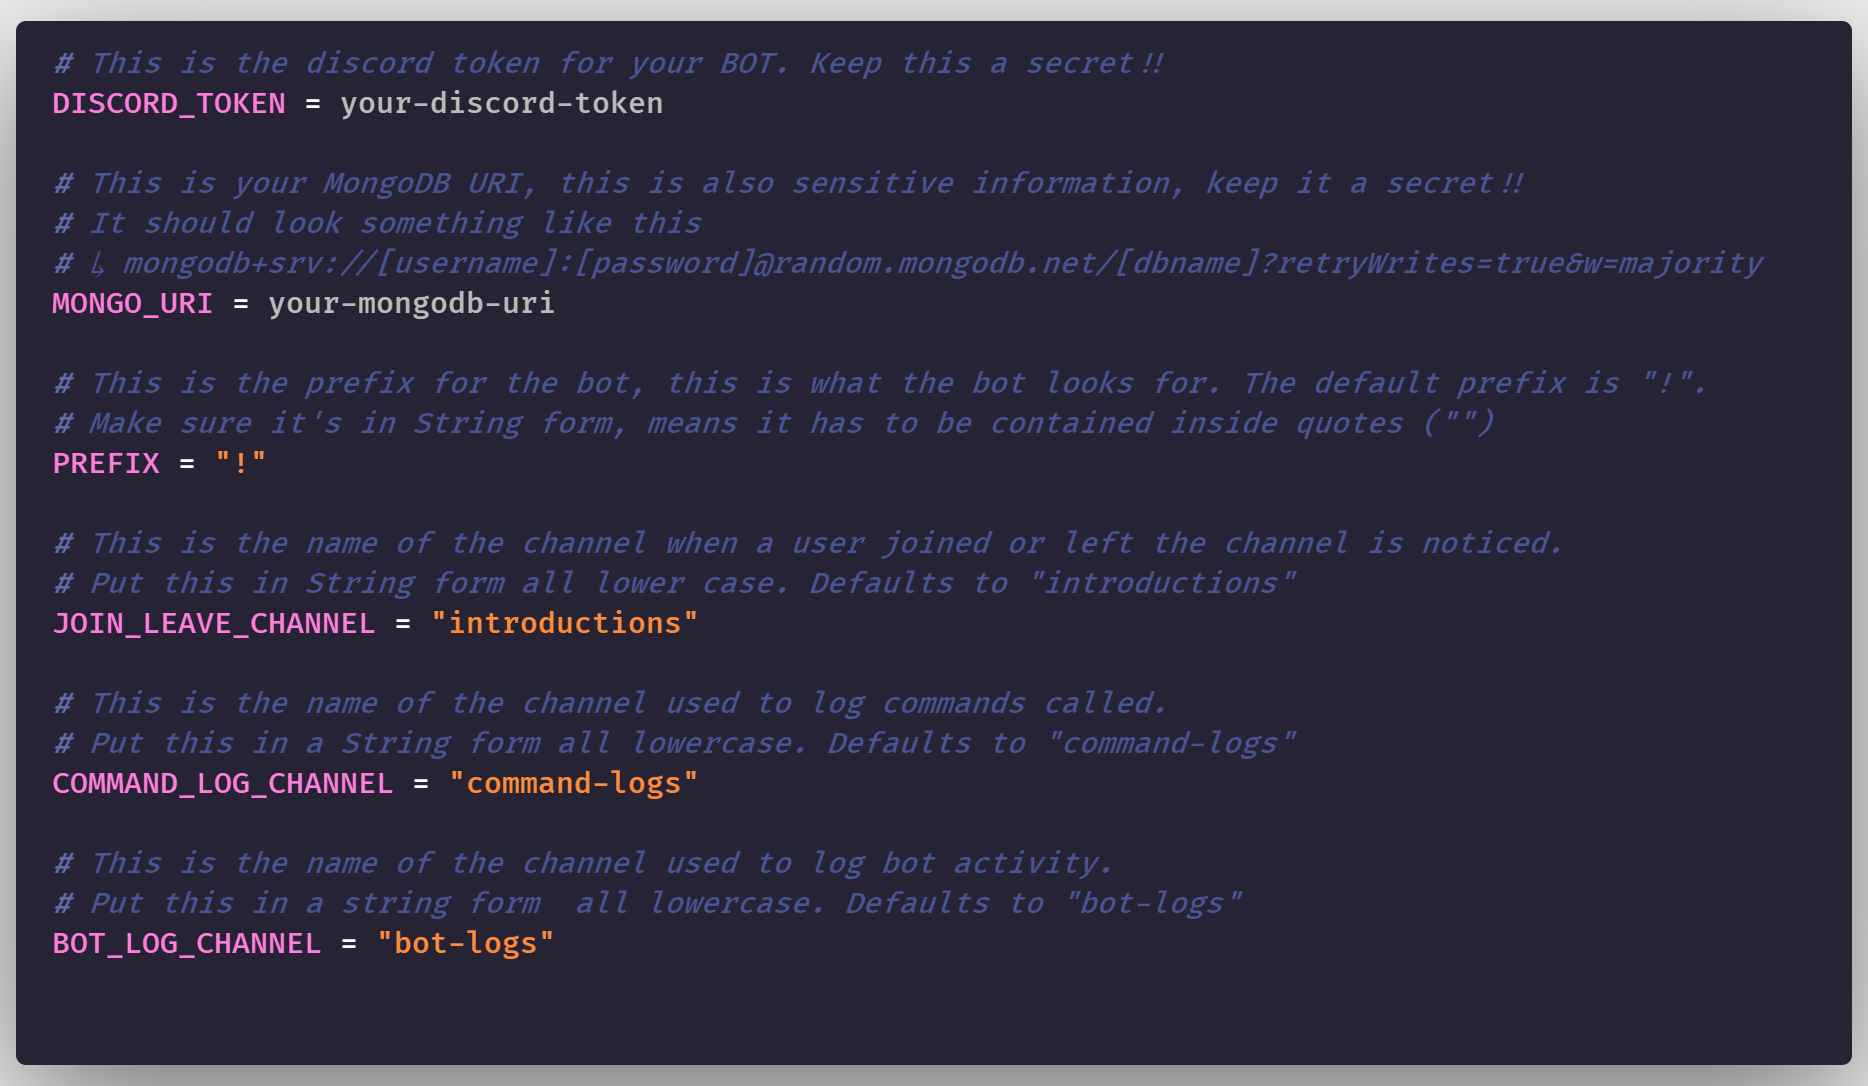 # This is the discord token for your BOT. Keep this a secret!!
DISCORD_TOKEN = your-discord-token
# This is your MongoDB URI, this is also sensitive information, keep it a secret!!
# It should look something like this
# ↳ mongodb+srv://[username]:[password]@random.mongodb.net/[dbname]?retryWrites=true&w=majority
MONGO_URI = your-mongodb-uri
# This is the prefix for the bot, this is what the bot looks for. The default prefix is "!".
# Make sure it's in String form, means it has to be contained inside quotes ("")
PREFIX = "!"
# This is the name of the channel when a user joined or left the channel is noticed.
# Put this in String form all lower case. Defaults to "introductions"
JOIN_LEAVE_CHANNEL = "introductions"
# This is the name of the channel used to log commands called.
# Put this in a String form all lowercase. Defaults to "command-logs"
COMMAND_LOG_CHANNEL = "command-logs"
# This is the name of the channel used to log bot activity.
# Put this in a string form  all lowercase. Defaults to "bot-logs"
BOT_LOG_CHANNEL = "bot-logs"